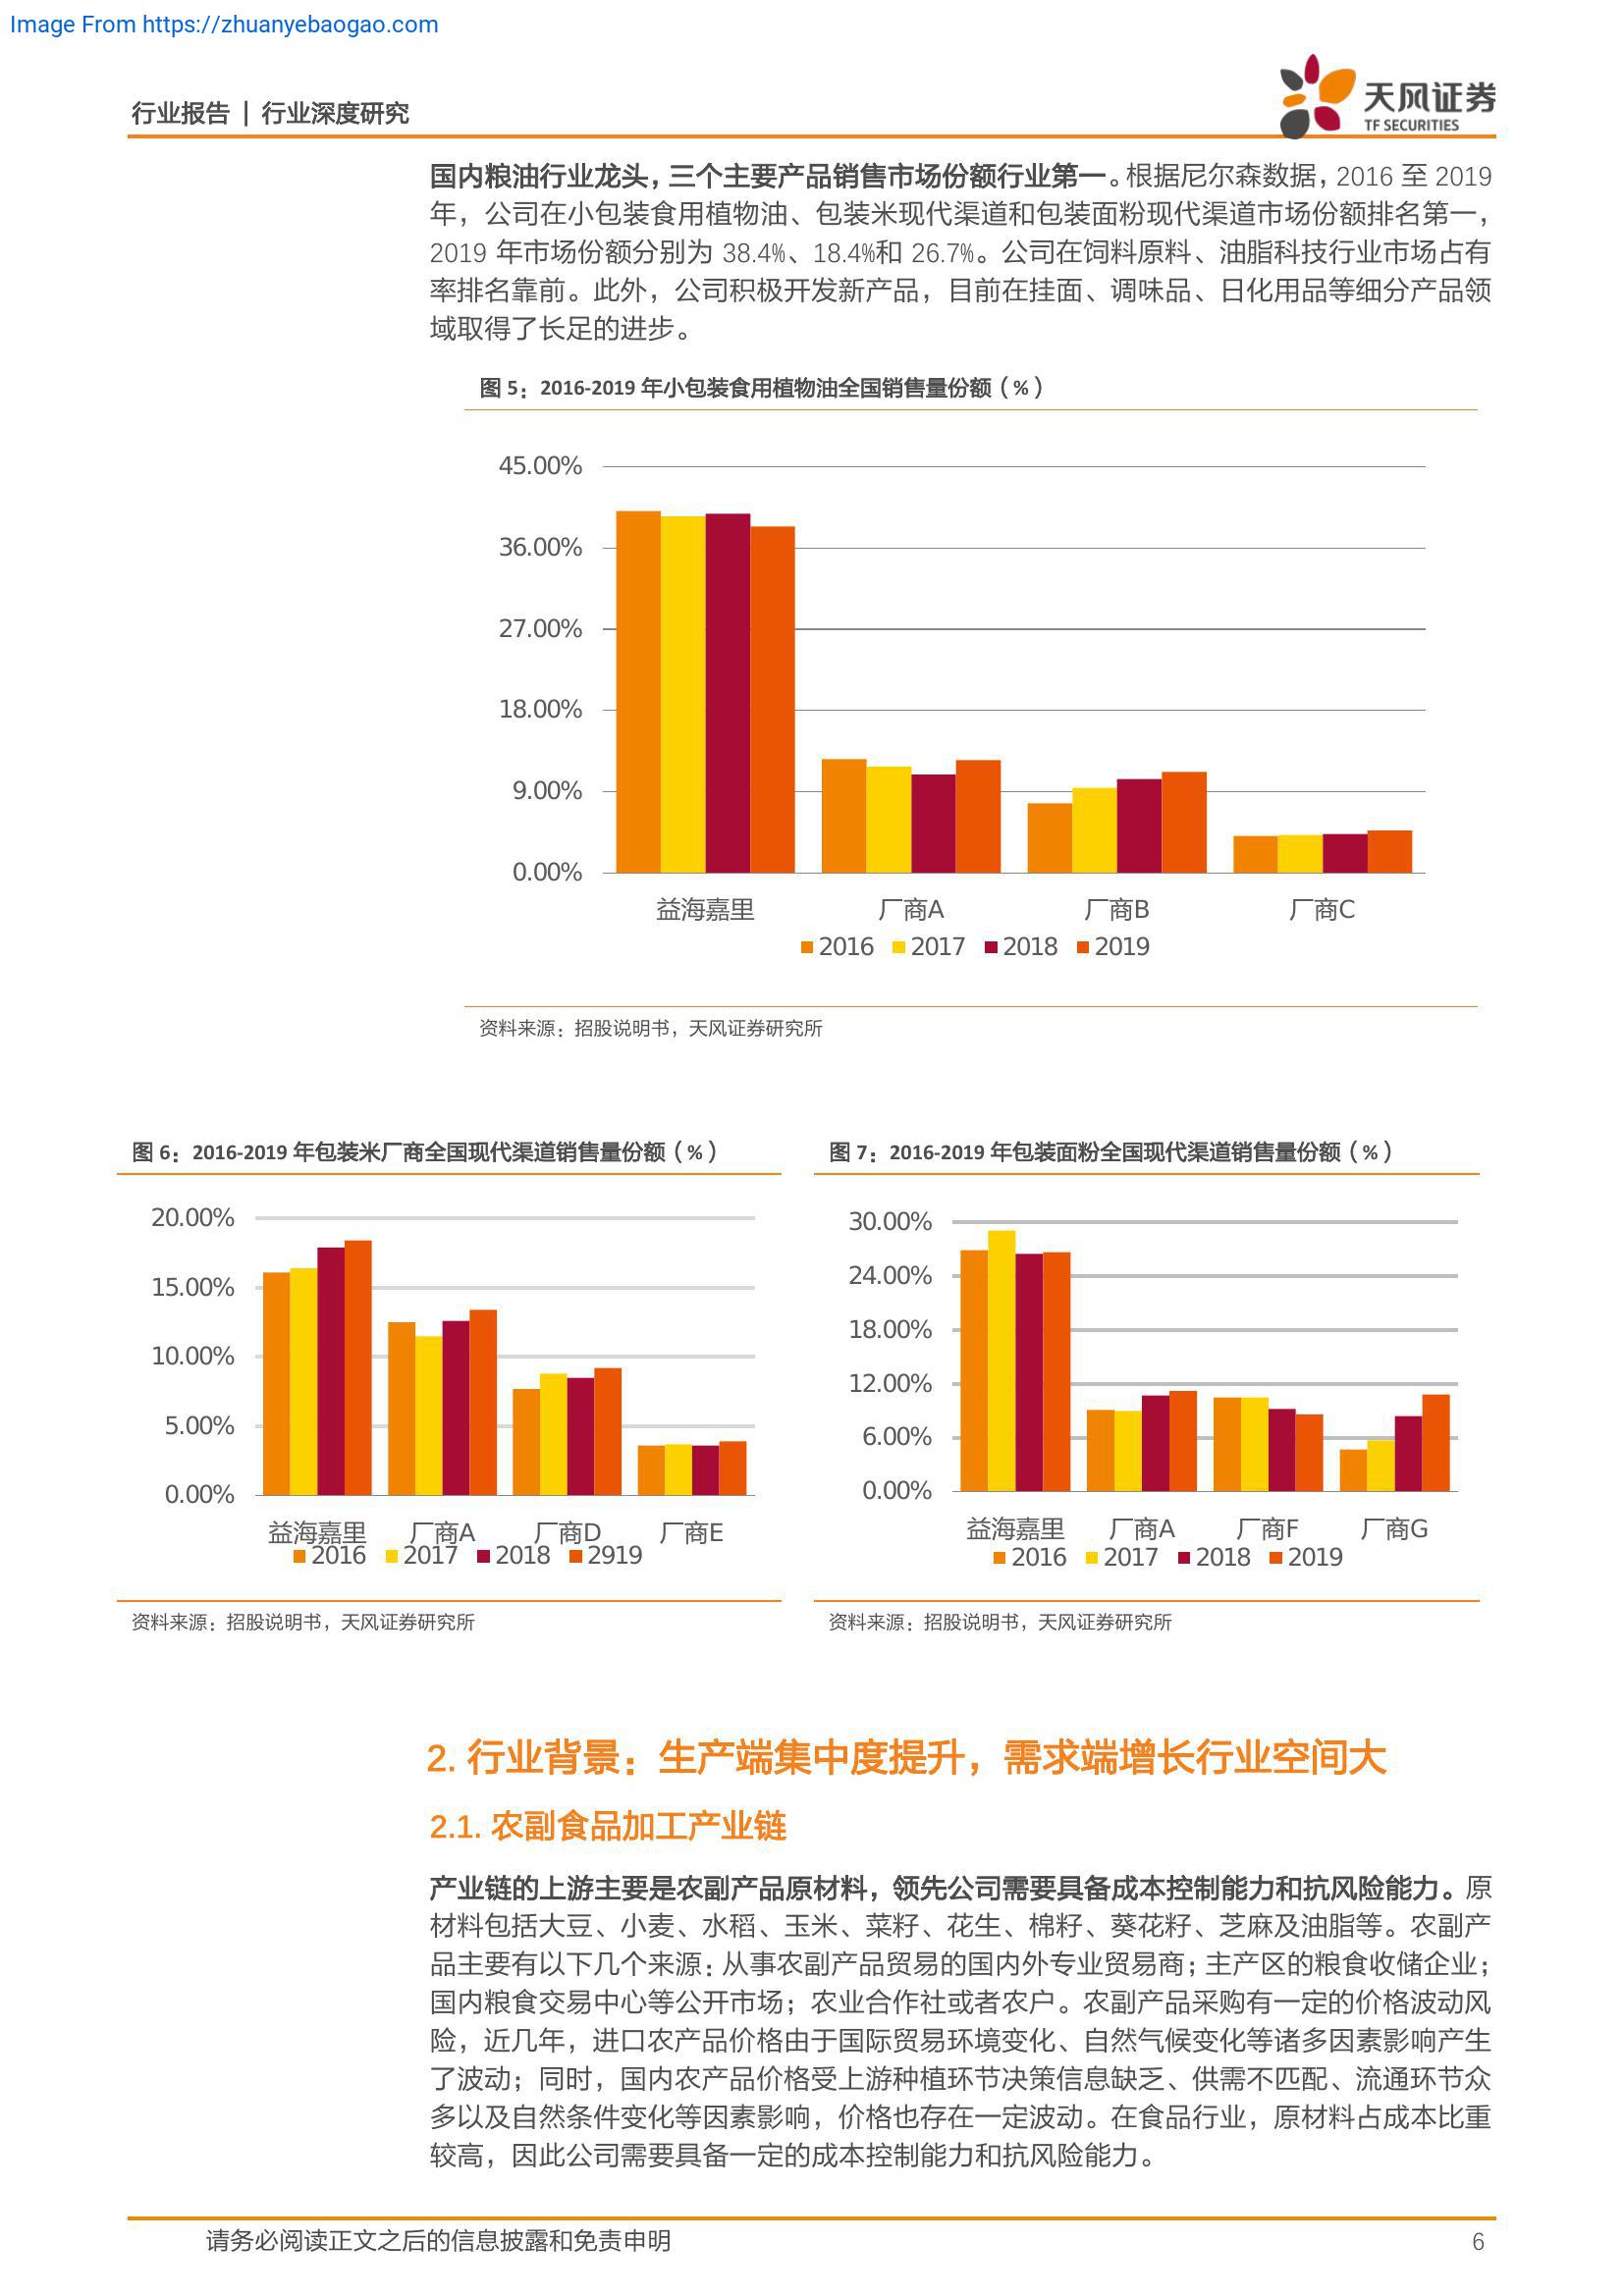 Image From https://zhuanyebaogao.com
行业报告 | 行业深度研究
天风证券
TF SECURITIES
国内粮油行业龙头，三个主要产品销售市场份额行业第一。根据尼尔森数据，2016 至 2019
年，公司在小包装食用植物油、包装米现代渠道和包装面粉现代渠道市场份额排名第一，
2019 年市场份额分别为 38.4%、18.4%和 26.7%。公司在饲料原料、油脂科技行业市场占有
率排名靠前。此外，公司积极开发新产品，目前在挂面、调味品、日化用品等细分产品领
域取得了长足的进步。
图 5：2016-2019 年小包装食用植物油全国销售量份额（%）
45.00%
36.00%
27.00%
18.00%
9.00%
0.00%
益海嘉里 厂商A 厂商B 厂商C
2016 2017 2018 2019
资料来源：招股说明书，天风证券研究所
图 6：2016-2019 年包装米厂商全国现代渠道销售量份额（%）
20.00%
15.00%
10.00%
5.00%
0.00%
益海嘉里 厂商A 厂商D 厂商E
2016 2017 2018 2919
资料来源：招股说明书，天风证券研究所
图 7：2016-2019 年包装面粉全国现代渠道销售量份额（%）
30.00%
24.00%
18.00%
12.00%
6.00%
0.00%
益海嘉里 厂商A 厂商F 厂商G
2016 2017 2018 2019
资料来源：招股说明书，天风证券研究所
2. 行业背景：生产端集中度提升，需求端增长行业空间大
2.1. 农副食品加工产业链
产业链的上游主要是农副产品原材料，领先公司需要具备成本控制能力和抗风险能力。原
材料包括大豆、小麦、水稻、玉米、菜籽、花生、棉籽、葵花籽、芝麻及油脂等。农副产
品主要有以下几个来源：从事农副产品贸易的国内外专业贸易商；主产区的粮食收储企业；
国内粮食交易中心等公开市场；农业合作社或者农户。农副产品采购有一定的价格波动风
险，近几年，进口农产品价格由于国际贸易环境变化、自然气候变化等诸多因素影响产生
了波动；同时，国内农产品价格受上游种植环节决策信息缺乏、供需不匹配、流通环节众
多以及自然条件变化等因素影响，价格也存在一定波动。在食品行业，原材料占成本比重
较高，因此公司需要具备一定的成本控制能力和抗风险能力。
请务必阅读正文之后的信息披露和免责申明 6